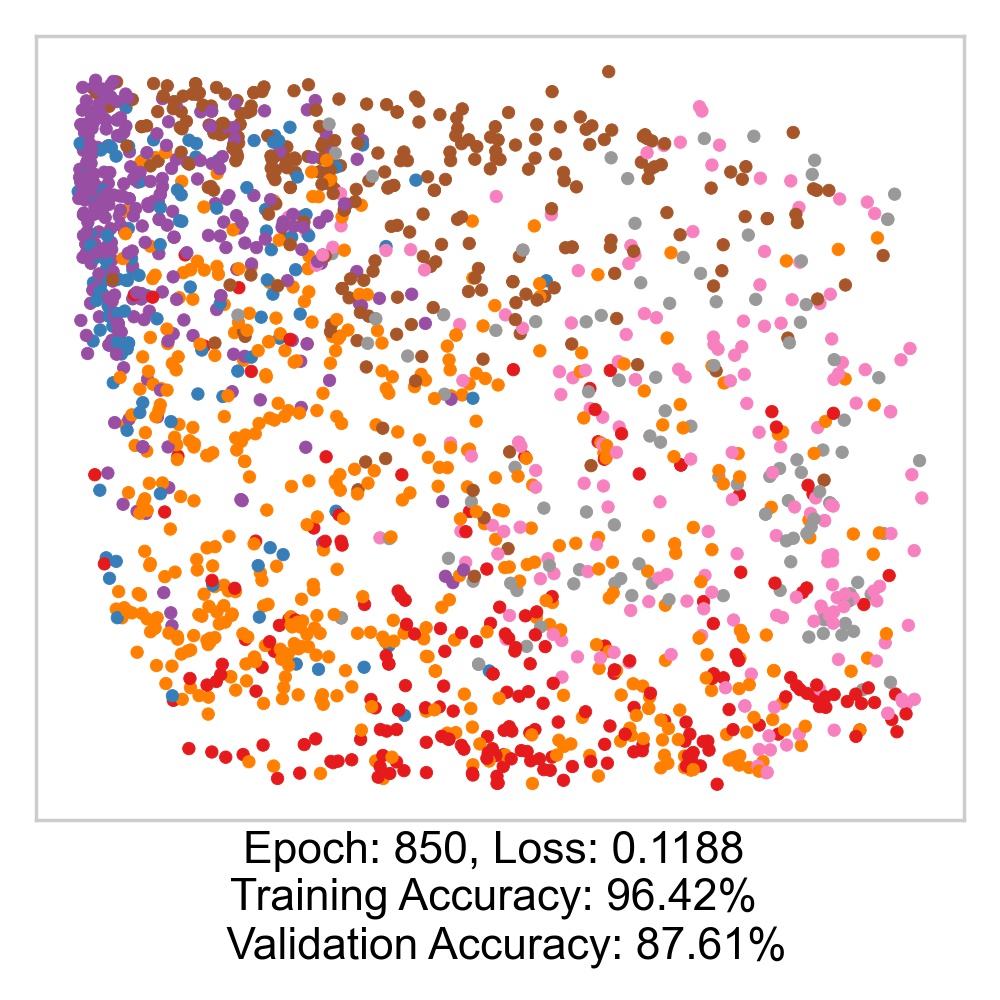 Epoch: 850, Loss: 0.1188
Training Accuracy: 96.42%
Validation Accuracy: 87.61%